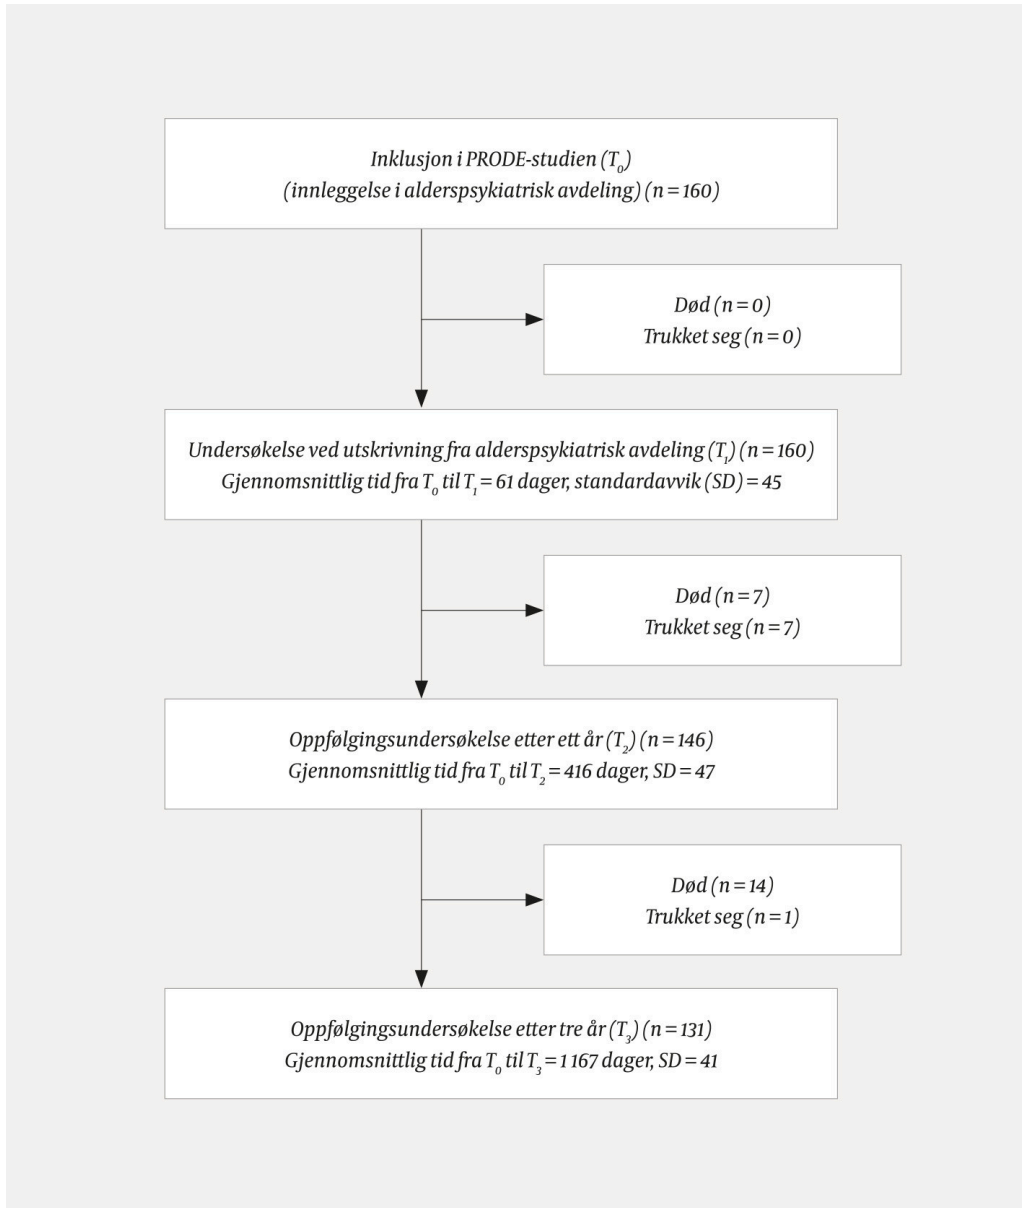 Inklusjon i PRODE-studien (T₀)
(innleggelse i alderspsykiatrisk avdeling) (n = 160)
Død (n = 0)
Trukket seg (n = 0)
Undersøkelse ved utskrivning fra alderspsykiatrisk avdeling (T₁) (n = 160)
Gjennomsnittlig tid fra T₀ til T₁ = 61 dager, standardavvik (SD) = 45
Død (n = 7)
Trukket seg (n = 7)
Oppfølgingsundersøkelse etter ett år (T₂) (n = 146)
Gjennomsnittlig tid fra T₀ til T₂ = 416 dager, SD = 47
Død (n = 14)
Trukket seg (n = 1)
Oppfølgingsundersøkelse etter tre år (T₃) (n = 131)
Gjennomsnittlig tid fra T₀ til T₃ = 1 167 dager, SD = 41